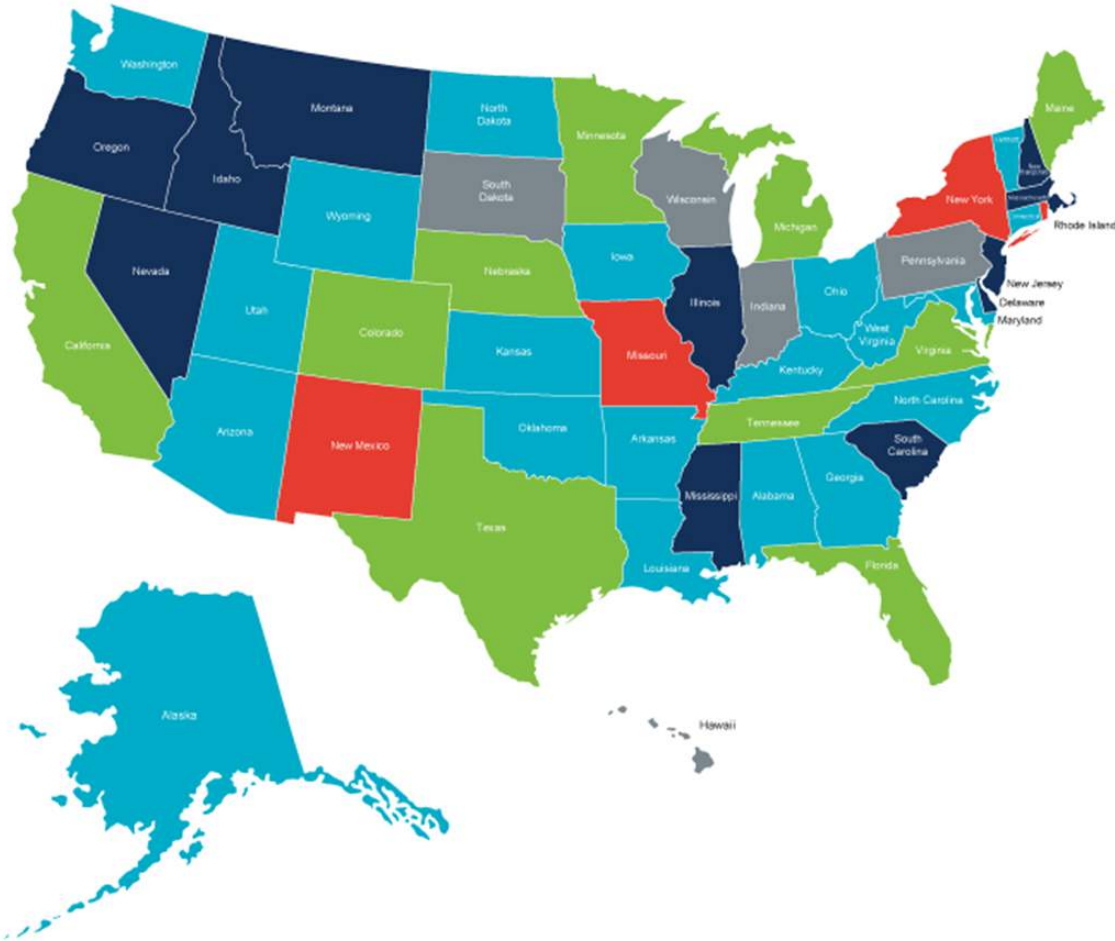 Washington
Montana
North
Dakota
Minnesota
Maine
Oregon
Idaho
South
Dakota
Wisconsin
Michigan
New York
Rhode Island
Wyoming
Nevada
Nebraska
Iowa
Pennsylvania
New Jersey
Delaware
Maryland
Utah
Colorado
Illinois
Indiana
Ohio
West
Virginia
Virginia
California
Kansas
Missouri
Kentucky
North Carolina
Arizona
New Mexico
Oklahoma
Arkansas
Tennessee
South
Carolina
Texas
Mississippi
Alabama
Georgia
Louisiana
Florida
Alaska
Hawaii